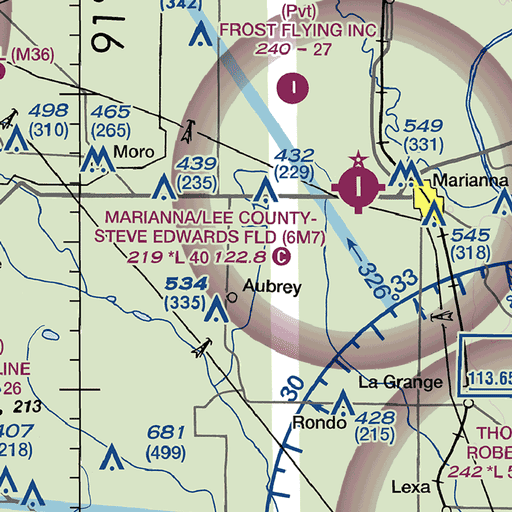 (342)
(Pvt)
FROST FLYING INC
240 - 27
L (M36)
91°
498
(310)
465
(265)
Moro
439
(235)
432
(229)
549
(331)
Marianna
MARIANNA/LEE COUNTY-
STEVE EDWARDS FLD (6M7)
219 *L 40 122.8 C
545
(318)
326°
33
534
(335)
Aubrey
30
113.65
)
LINE
26
213
407
(218)
La Grange
428
(215)
Rondo
681
(499)
THO
ROBE
242 *L 5
Lexa